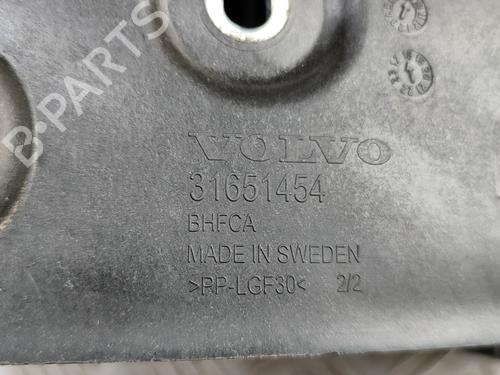 B-PARTS
VOLVO
31651454
BHFCA
MADE IN SWEDEN
>PP-LGF30< 2/2